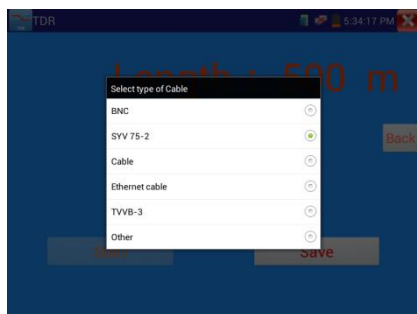 TDR
5:34:17 PM
Length : 500 m
Select type of Cable
BNC
SYV 75-2
Cable
Back
Ethernet cable
TVVB-3
Other
Save